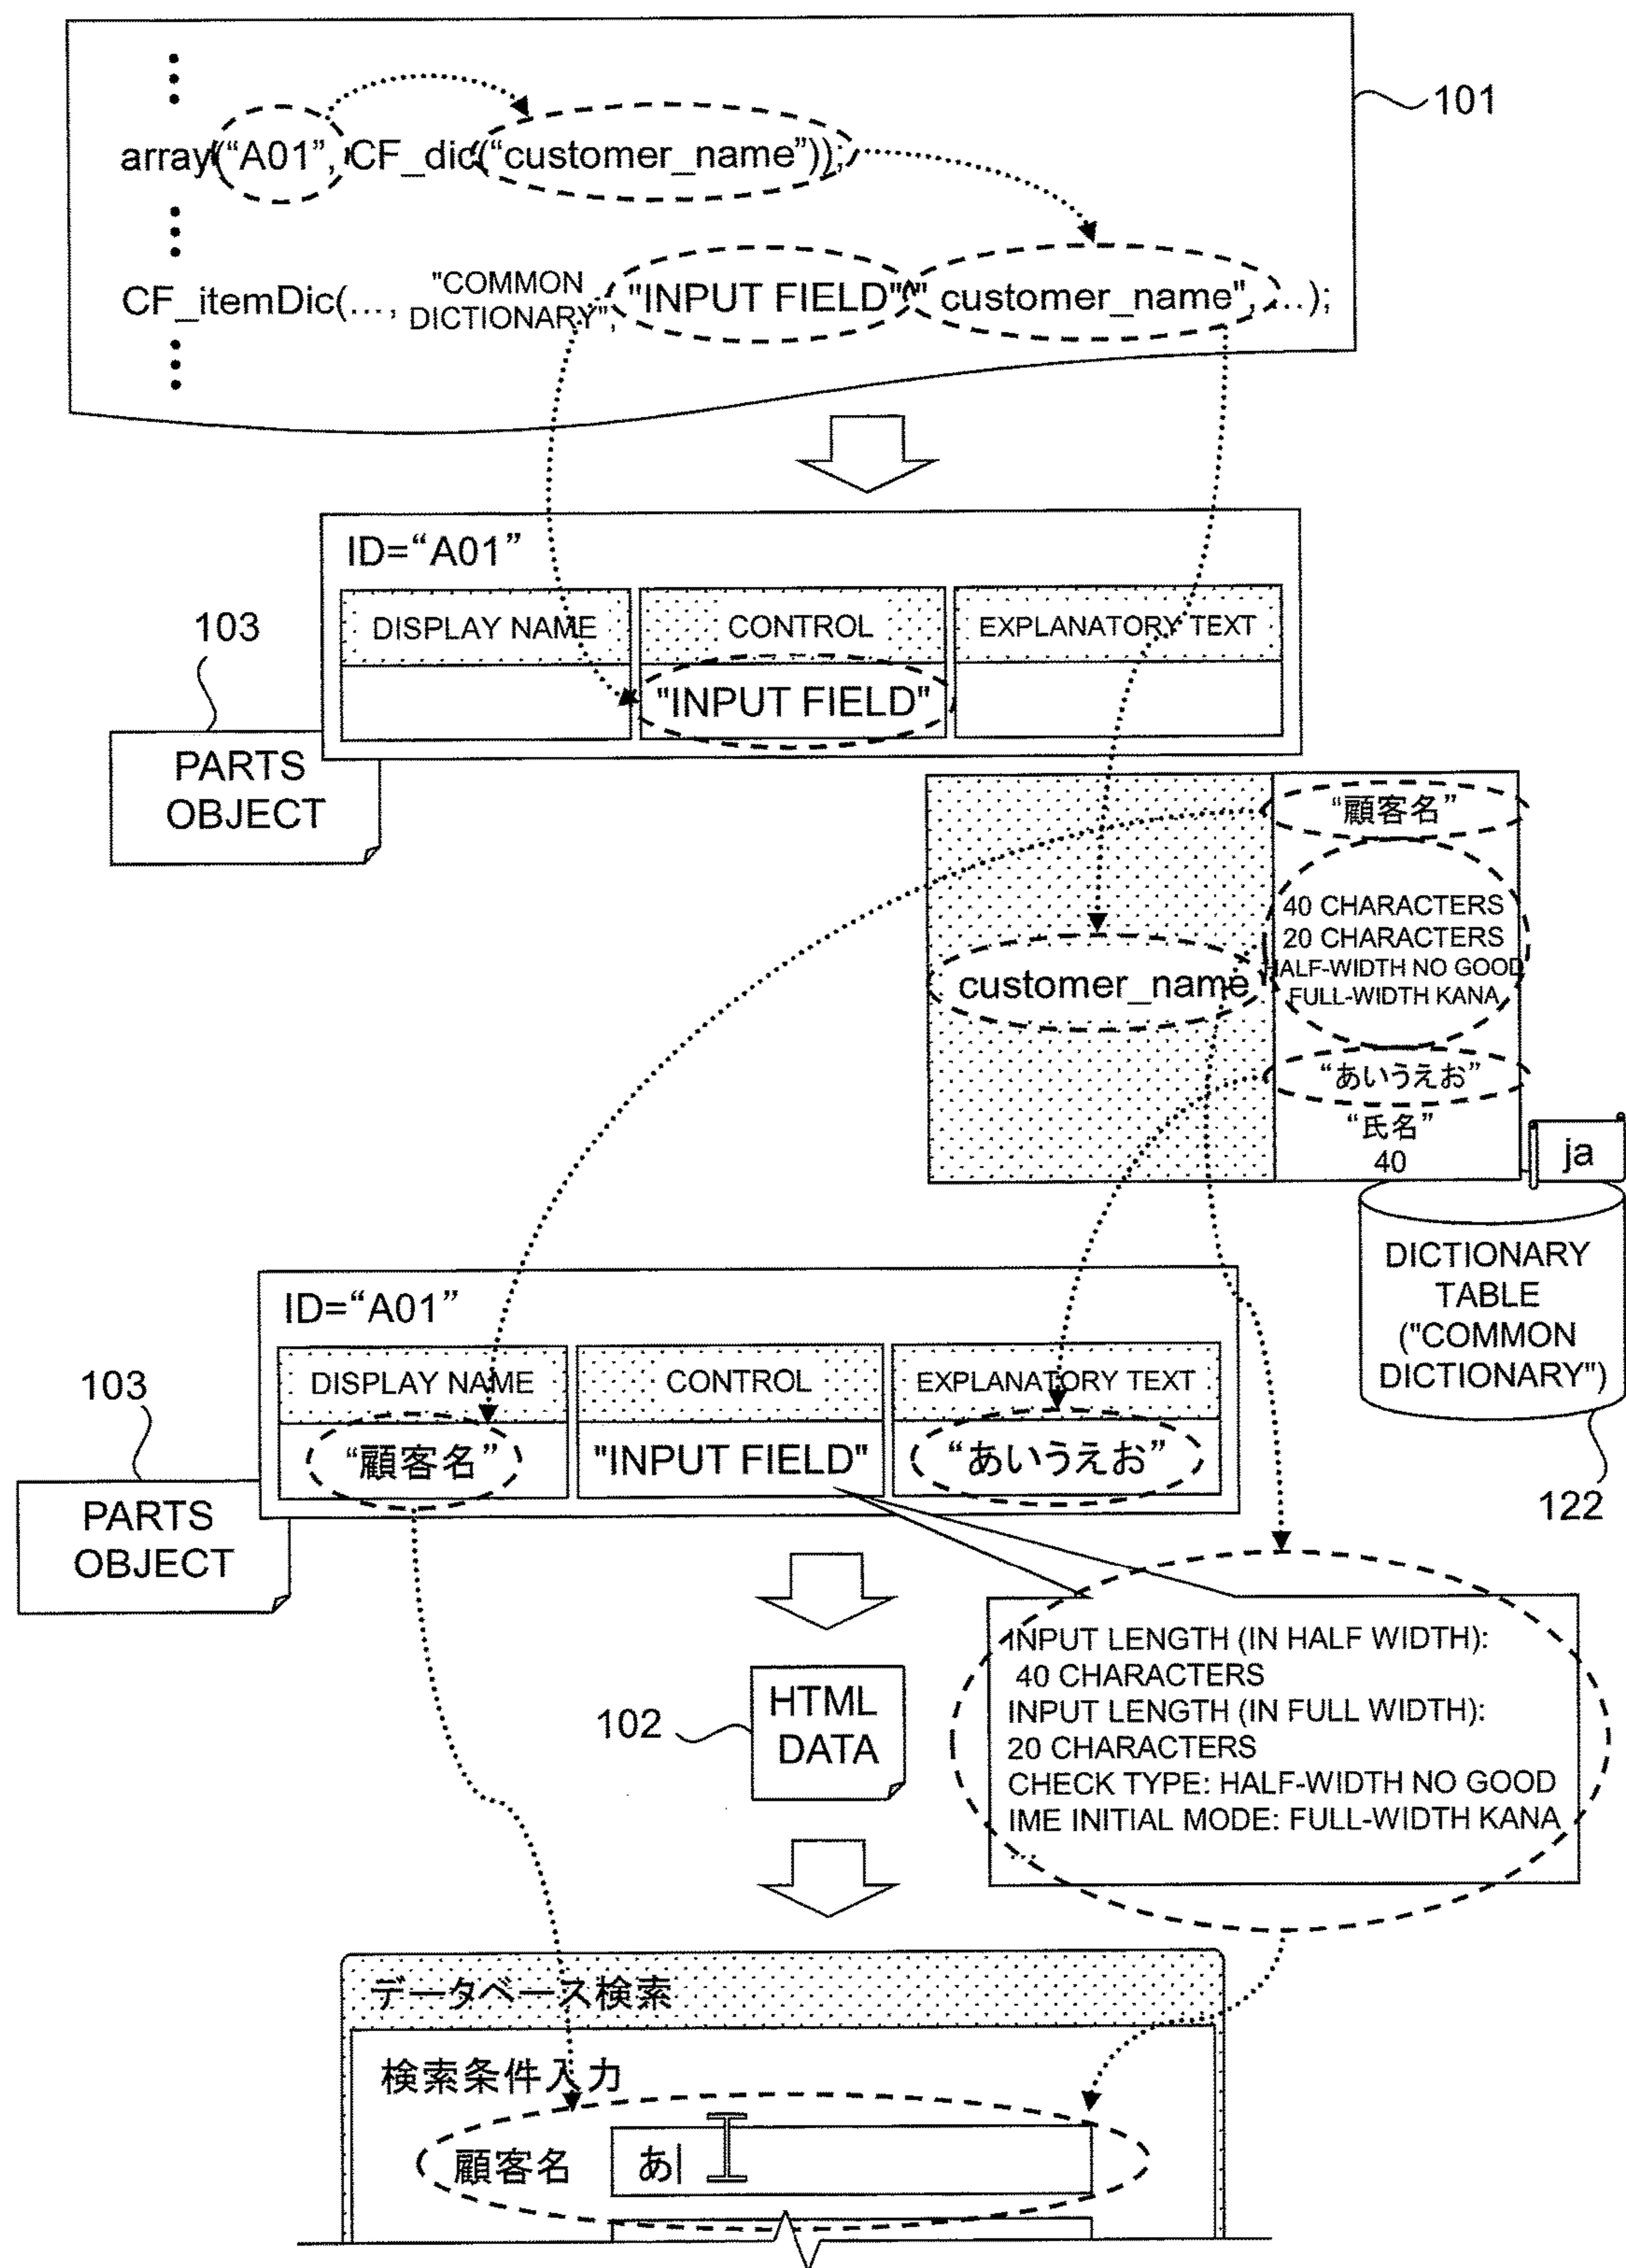 101
array(“A01”, CF_dic(“customer_name”));
CF_itemDic(..., "COMMON DICTIONARY", "INPUT FIELD" " customer_name", ...);
ID=“A01”
DISPLAY NAME CONTROL EXPLANATORY TEXT
"INPUT FIELD"
103
PARTS
OBJECT
“顧客名”
40 CHARACTERS
20 CHARACTERS
HALF-WIDTH NO GOOD
FULL-WIDTH KANA
customer_name
“あいうえお”
“氏名”
40
ja
DICTIONARY
TABLE
("COMMON
DICTIONARY")
122
ID=“A01”
DISPLAY NAME CONTROL EXPLANATORY TEXT
“顧客名” "INPUT FIELD" “あいうえお”
103
PARTS
OBJECT
INPUT LENGTH (IN HALF WIDTH):
40 CHARACTERS
INPUT LENGTH (IN FULL WIDTH):
20 CHARACTERS
CHECK TYPE: HALF-WIDTH NO GOOD
IME INITIAL MODE: FULL-WIDTH KANA
...
102
HTML
DATA
データベース検索
検索条件入力
顧客名 あ